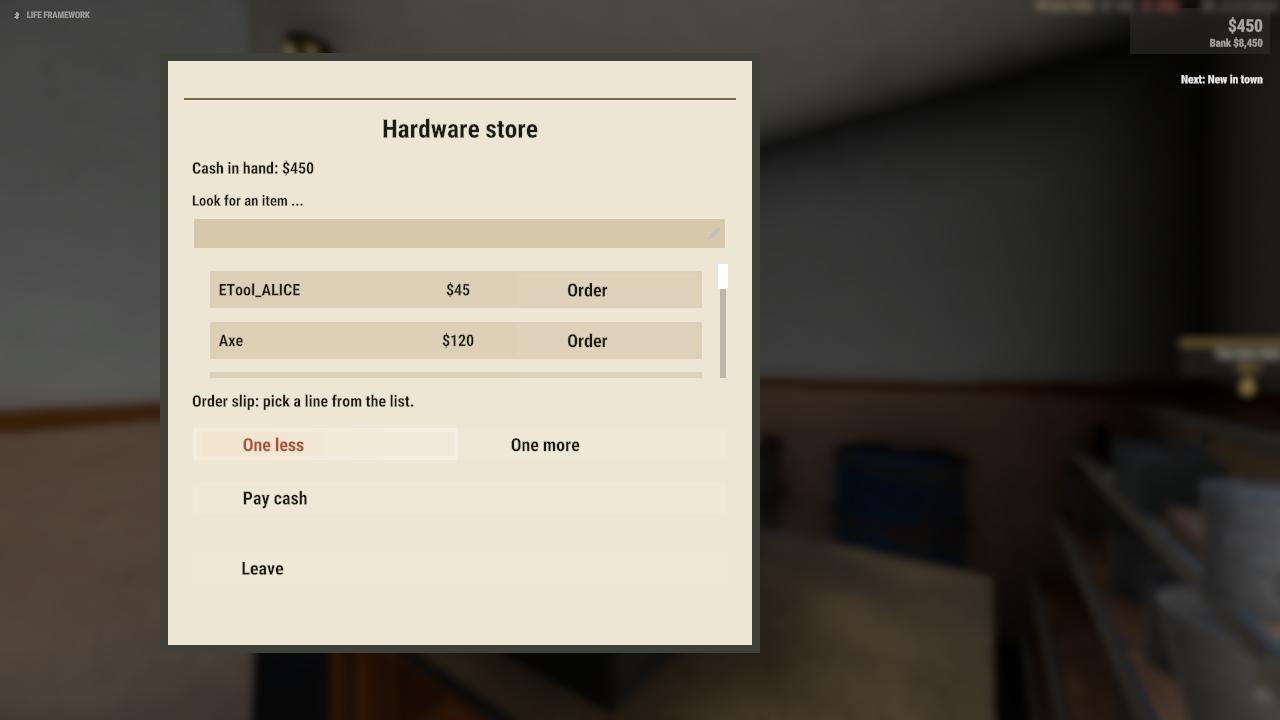 LIFE FRAMEWORK
$450
Bank $8,450
Next: New in town
Hardware store
Cash in hand: $450
Look for an item ...
ETool_ALICE $45 Order
Axe $120 Order
Order slip: pick a line from the list.
One less One more
Pay cash
Leave